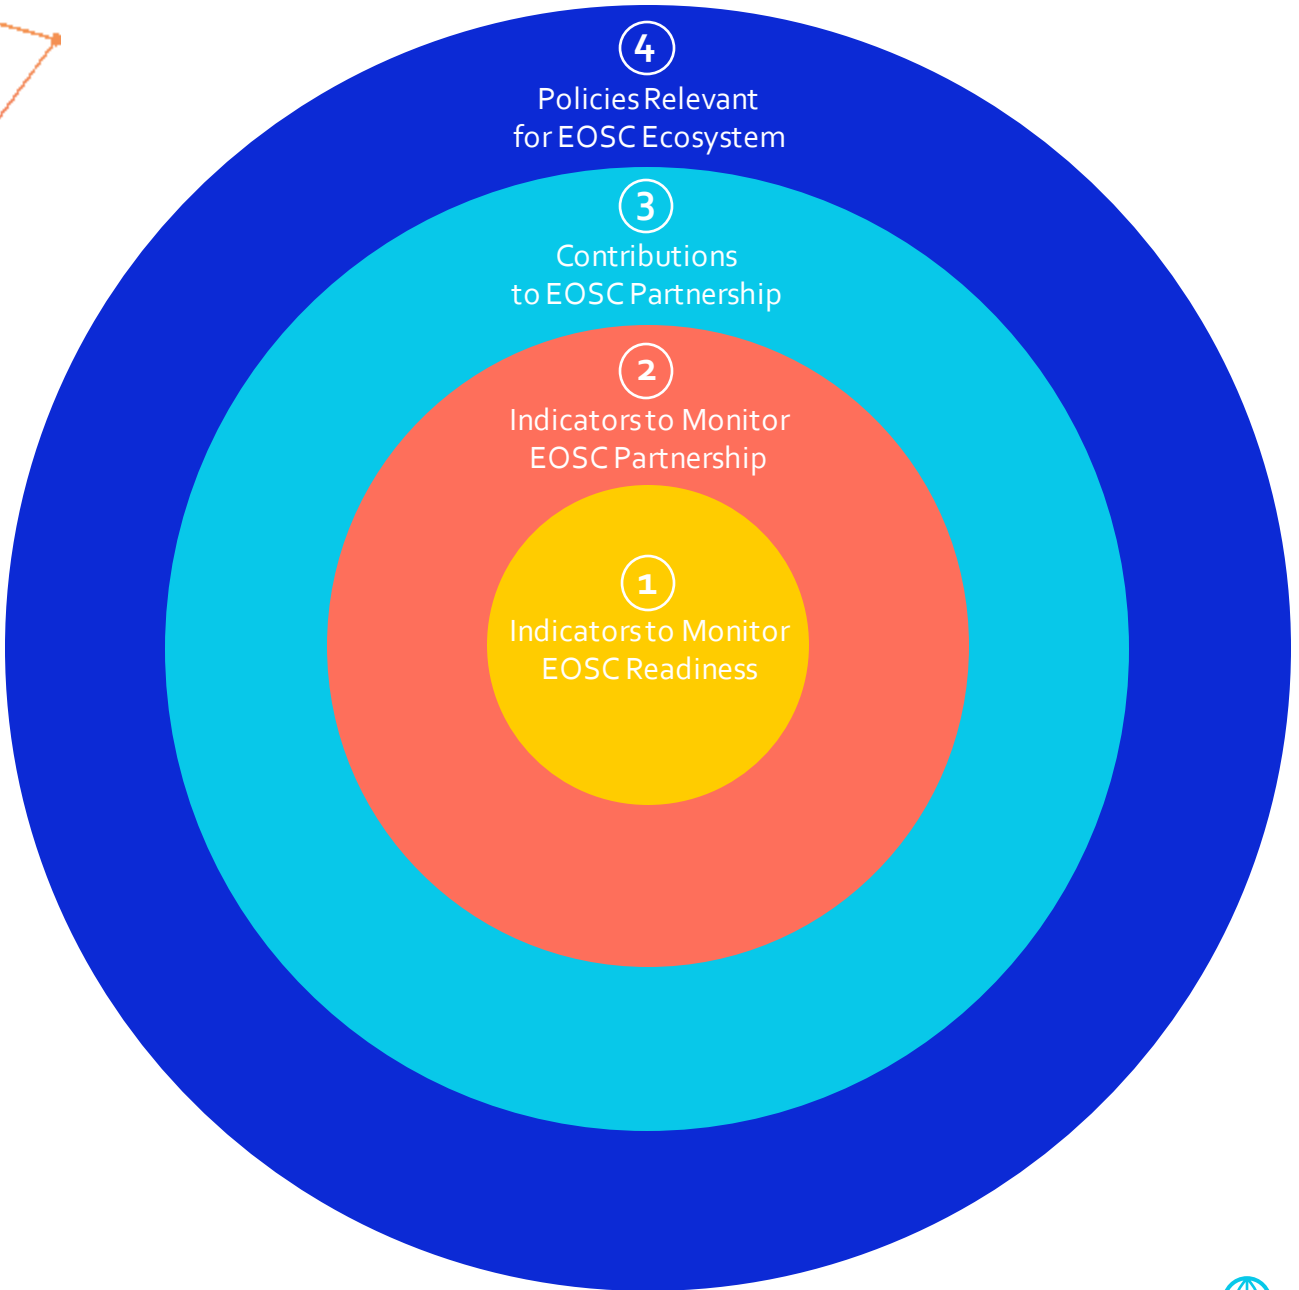 4
Policies Relevant
for EOSC Ecosystem
3
Contributions
to EOSC Partnership
2
Indicators to Monitor
EOSC Partnership
1
Indicators to Monitor
EOSC Readiness